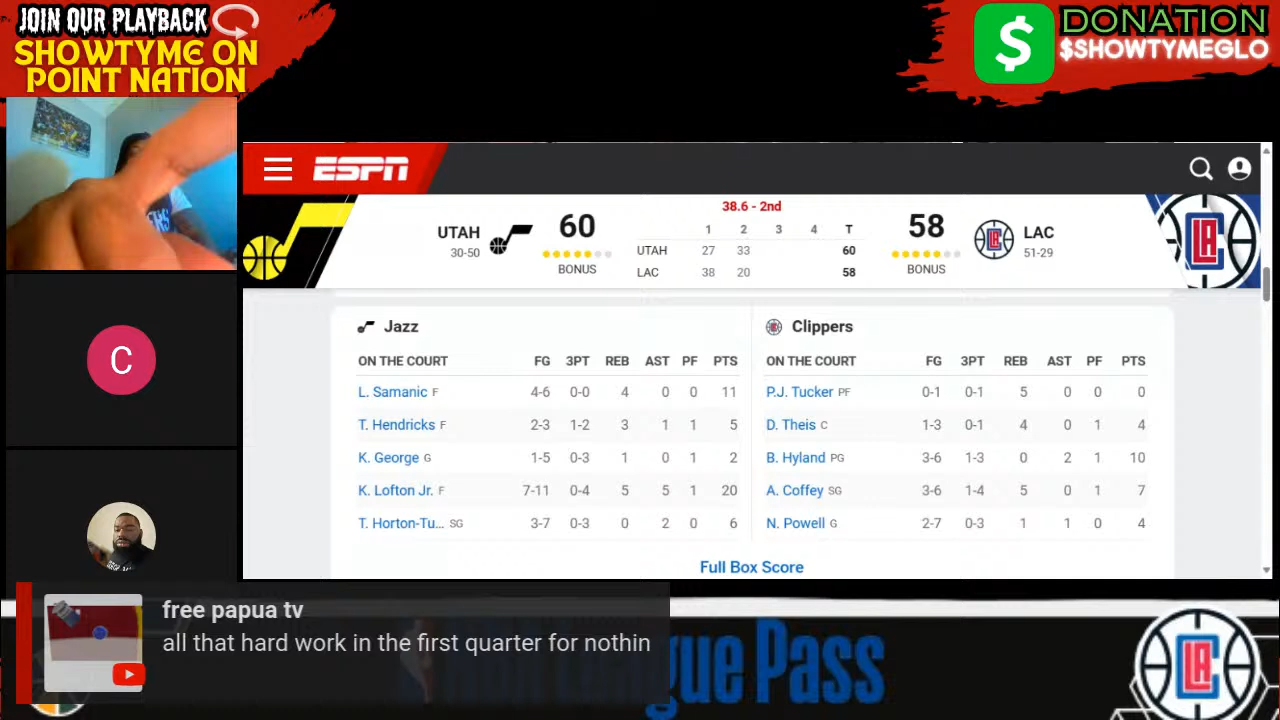 JOIN OUR PLAYBACK
SHOWTYME ON
POINT NATION
DONATION
$SHOWTYMEGLO
$
ESPN
38.6 - 2nd
UTAH
30-50
60
BONUS
1 2 3 4 T
UTAH 27 33 60
LAC 38 20 58
58
BONUS
LAC
51-29
Jazz
ON THE COURT FG 3PT REB AST PF PTS
L. Samanic F 4-6 0-0 4 0 0 11
T. Hendricks F 2-3 1-2 3 1 1 5
K. George G 1-5 0-3 1 0 1 2
K. Lofton Jr. F 7-11 0-4 5 5 1 20
T. Horton-Tu... SG 3-7 0-3 0 2 0 6
Clippers
ON THE COURT FG 3PT REB AST PF PTS
P.J. Tucker PF 0-1 0-1 5 0 0 0
D. Theis C 1-3 0-1 4 0 1 4
B. Hyland PG 3-6 1-3 0 2 1 10
A. Coffey SG 3-6 1-4 5 0 1 7
N. Powell G 2-7 0-3 1 1 0 4
Full Box Score
C
free papua tv
all that hard work in the first quarter for nothin
Pass